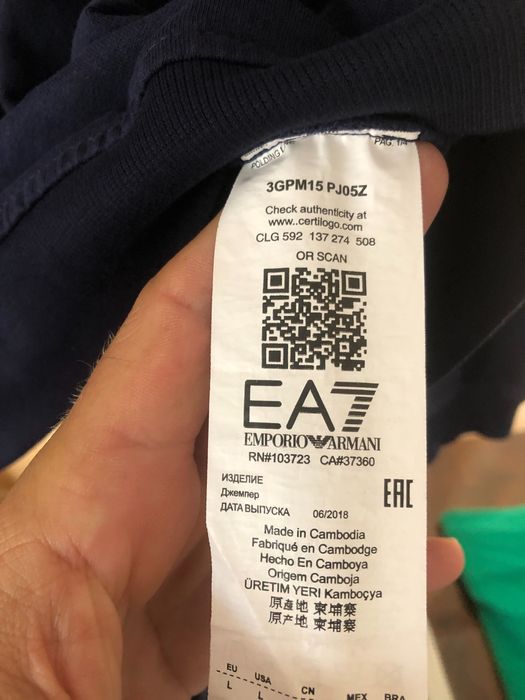 FOLDING
PAG. 1/4
3GPM15 PJ05Z
Check authenticity at
www..certilogo.com
CLG 592 137 274 508
OR SCAN
EA7
EMPORIO ARMANI
RN#103723 CA#37360
ИЗДЕЛИЕ
Джемпер
ДАТА ВЫПУСКА 06/2018
EAC
Made in Cambodia
Fabriqué en Cambodge
Hecho En Camboya
Origem Camboja
ÜRETIM YERI Kamboçya
原產地 柬埔寨
原产地 柬埔寨
EU USA CN MEX BRA
L L